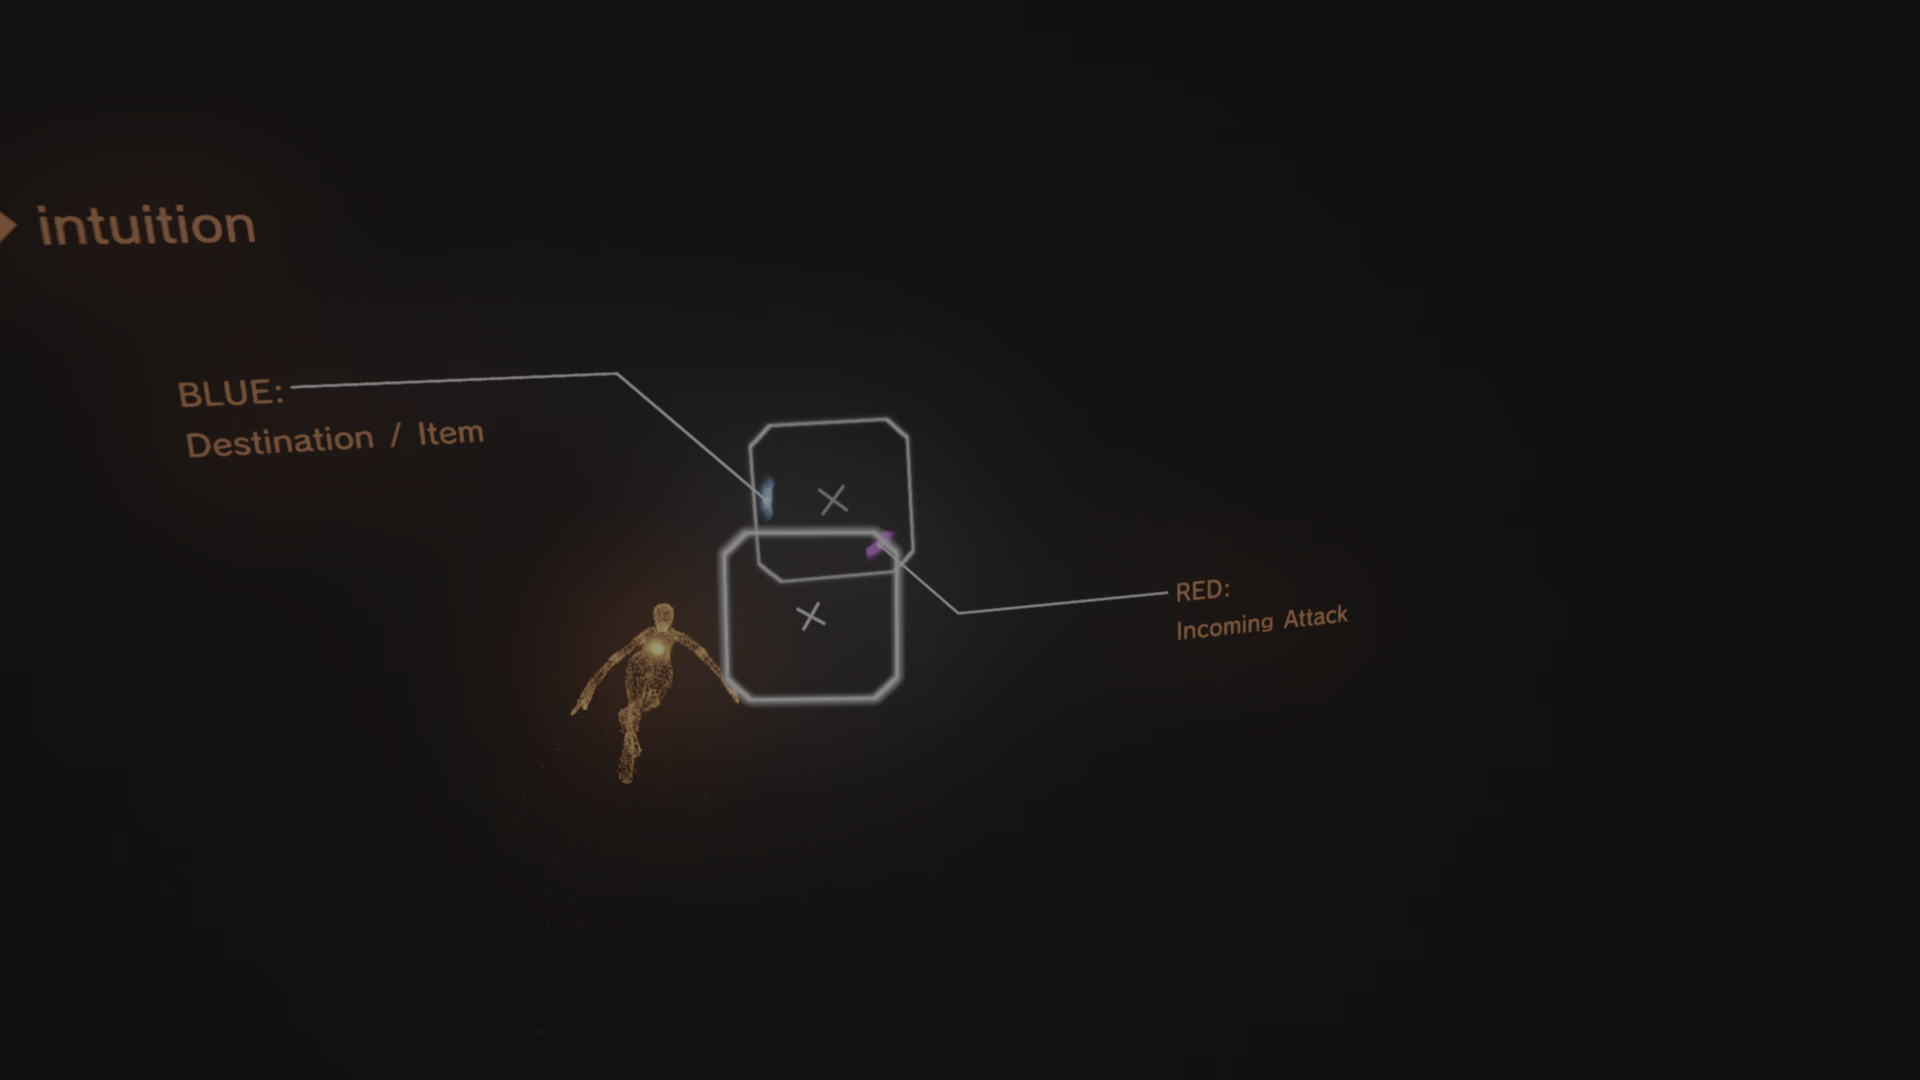 intuition
BLUE:
Destination / Item
RED:
Incoming Attack